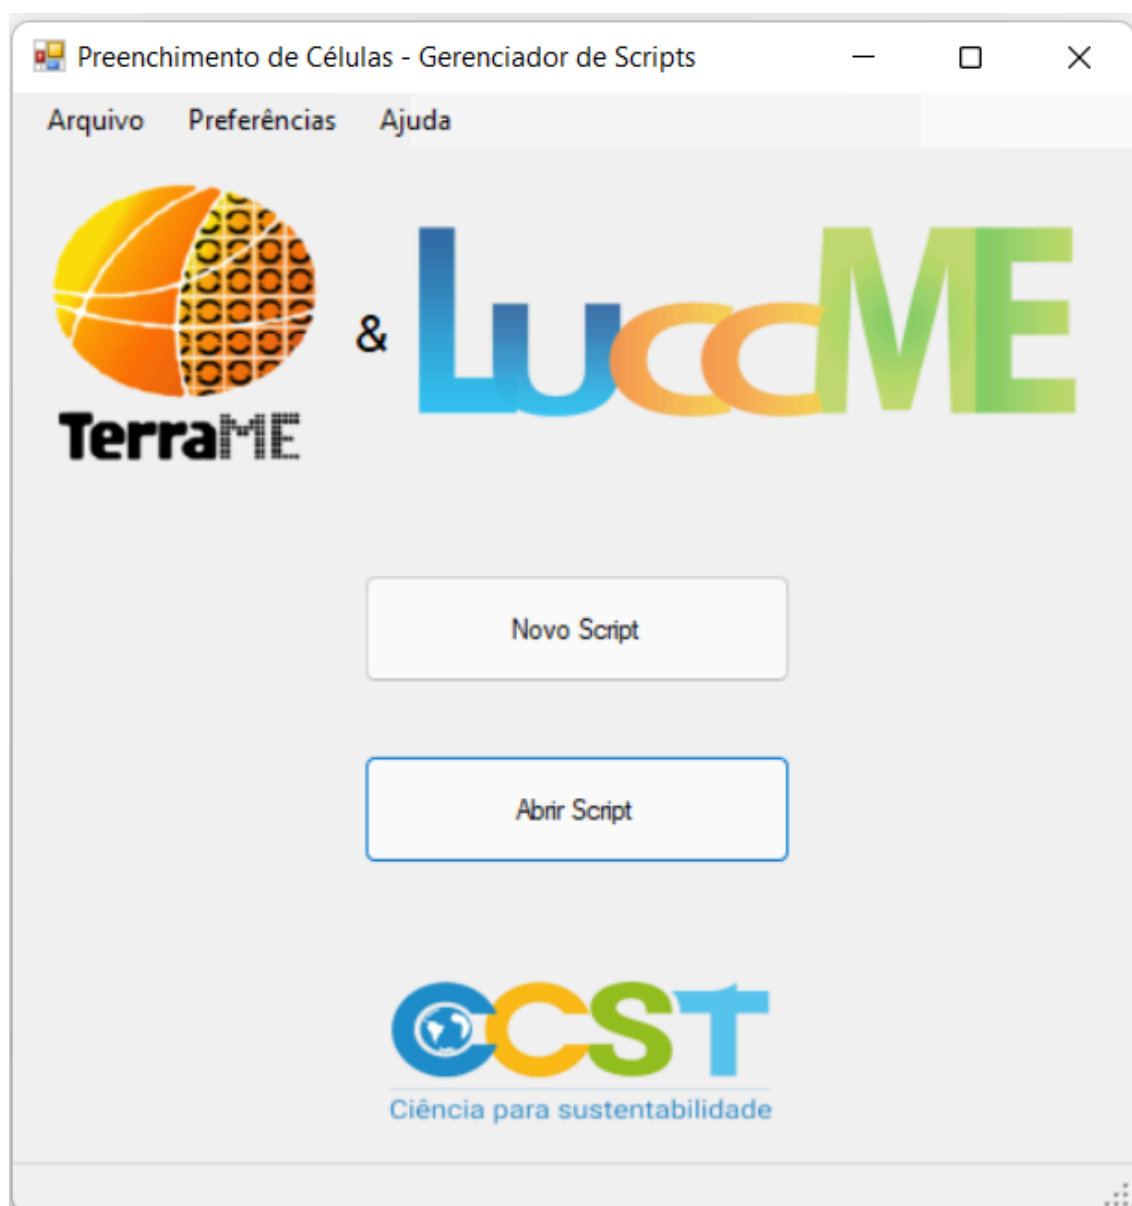 Preenchimento de Células - Gerenciador de Scripts
Arquivo Preferências Ajuda
TerraME & LuccME
Novo Script
Abrir Script
CCST
Ciência para sustentabilidade